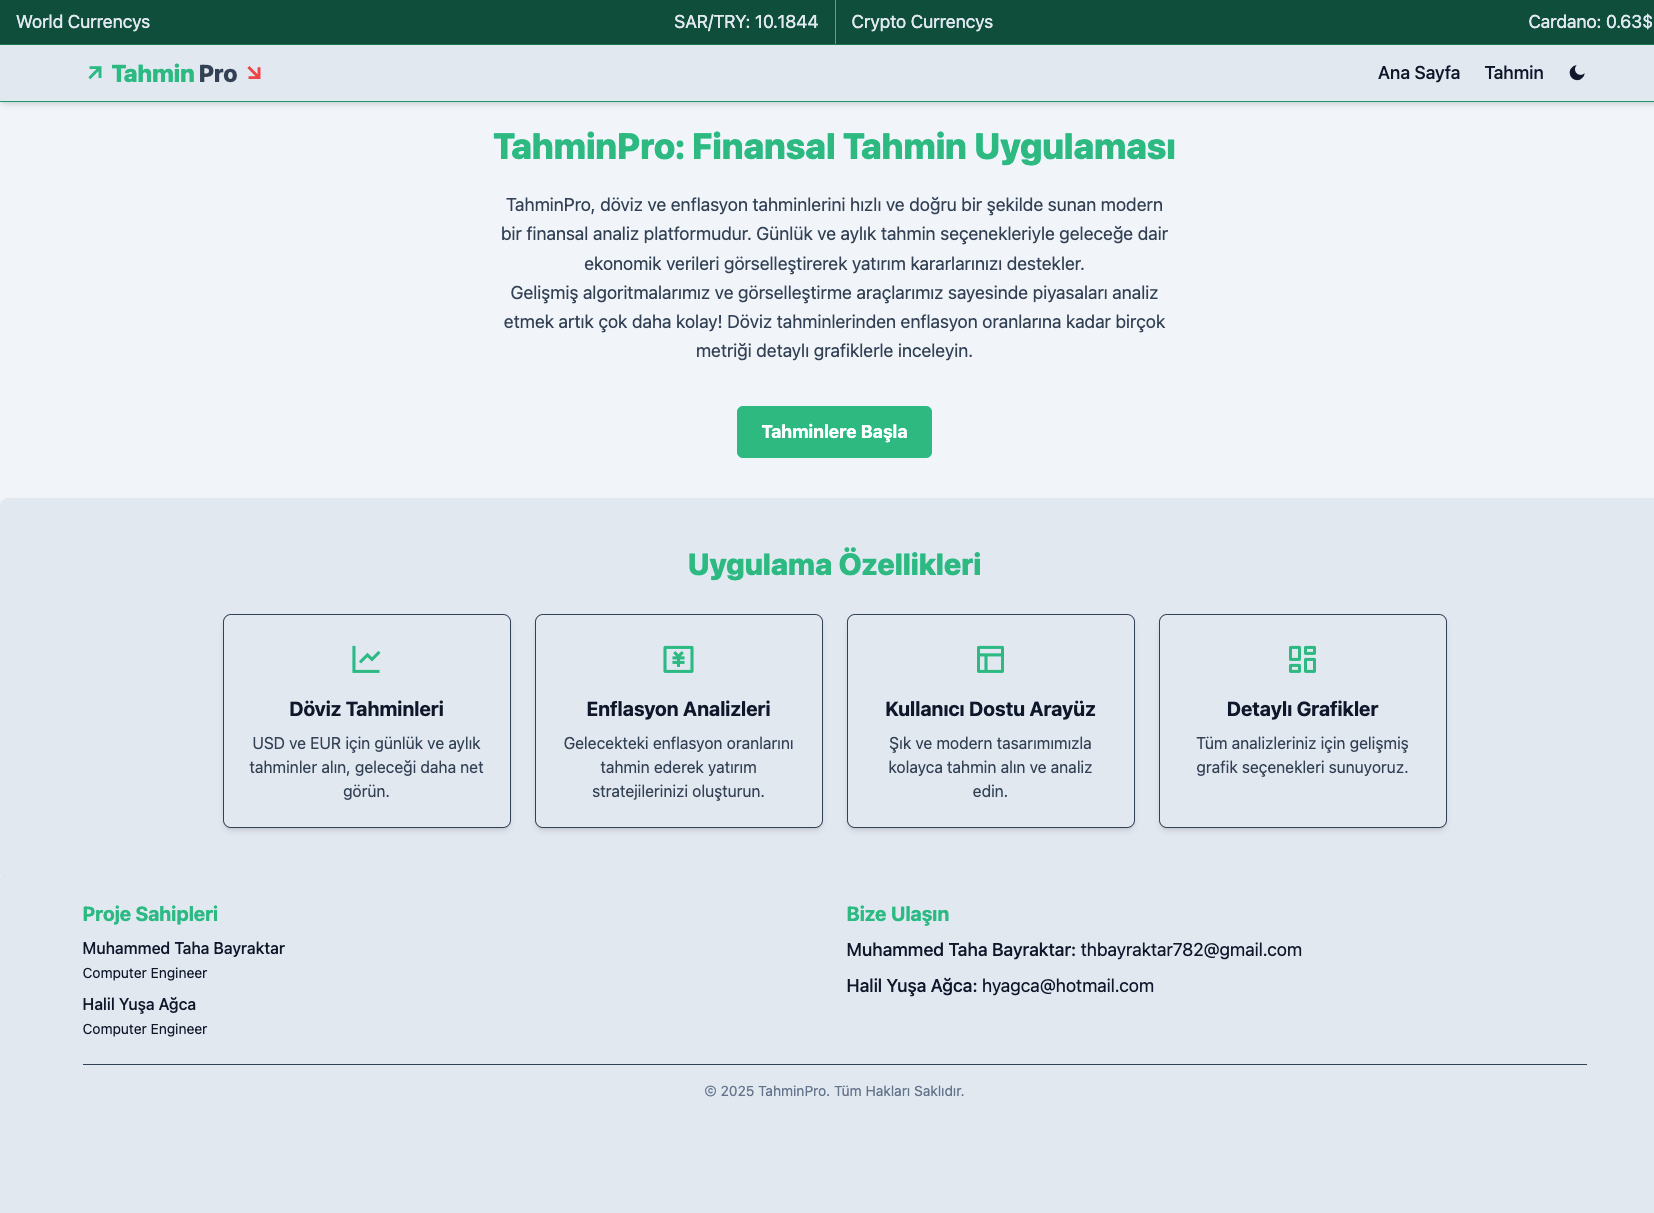 World Currencys
SAR/TRY: 10.1844
Crypto Currencys
Cardano: 0.63$
Tahmin Pro
Ana Sayfa
Tahmin
TahminPro: Finansal Tahmin Uygulaması
TahminPro, döviz ve enflasyon tahminlerini hızlı ve doğru bir şekilde sunan modern
bir finansal analiz platformudur. Günlük ve aylık tahmin seçenekleriyle geleceğe dair
ekonomik verileri görselleştirerek yatırım kararlarınızı destekler.
Gelişmiş algoritmalarımız ve görselleştirme araçlarımız sayesinde piyasaları analiz
etmek artık çok daha kolay! Döviz tahminlerinden enflasyon oranlarına kadar birçok
metriği detaylı grafiklerle inceleyin.
Tahminlere Başla
Uygulama Özellikleri
Döviz Tahminleri
USD ve EUR için günlük ve aylık
tahminler alın, geleceği daha net
görün.
Enflasyon Analizleri
Gelecekteki enflasyon oranlarını
tahmin ederek yatırım
stratejilerinizi oluşturun.
Kullanıcı Dostu Arayüz
Şık ve modern tasarımımızla
kolayca tahmin alın ve analiz
edin.
Detaylı Grafikler
Tüm analizleriniz için gelişmiş
grafik seçenekleri sunuyoruz.
Proje Sahipleri
Muhammed Taha Bayraktar
Computer Engineer
Halil Yuşa Ağca
Computer Engineer
Bize Ulaşın
Muhammed Taha Bayraktar: thbayraktar782@gmail.com
Halil Yuşa Ağca: hyagca@hotmail.com
© 2025 TahminPro. Tüm Hakları Saklıdır.